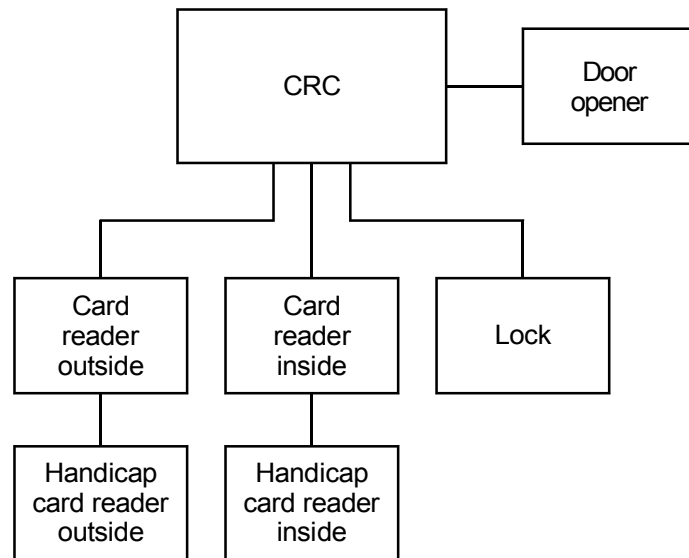 CRC
Door
opener
Card
reader
outside
Card
reader
inside
Lock
Handicap
card reader
outside
Handicap
card reader
inside